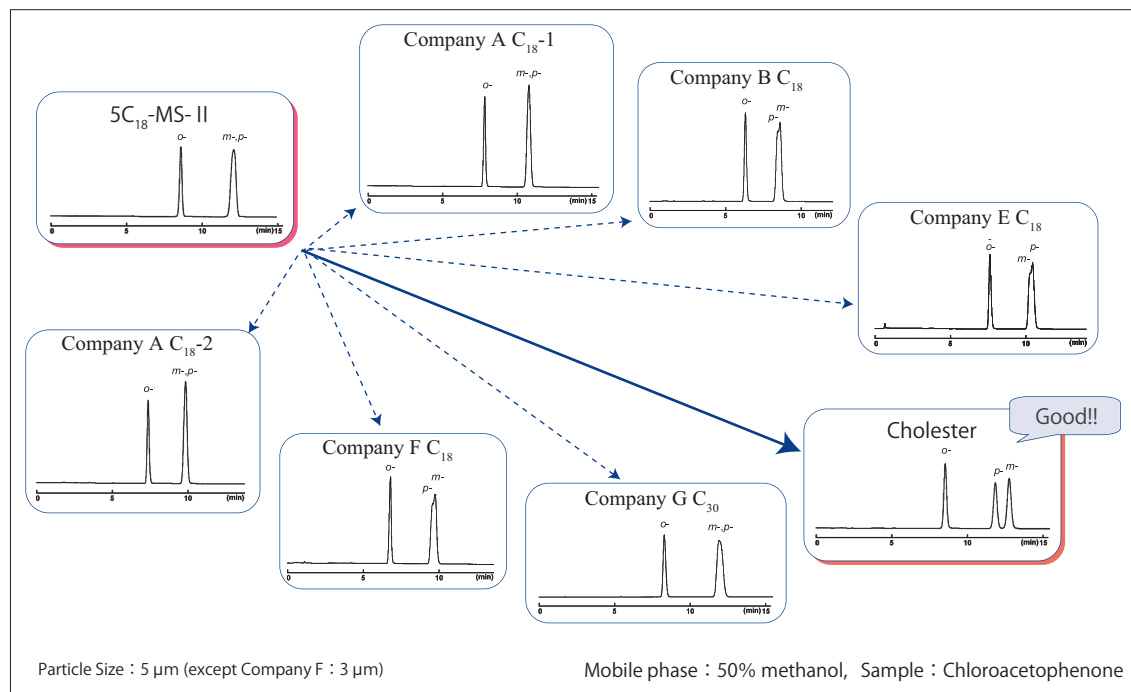 5C18-MS-II
o-
m-,p-
0
5
10
(min)15
Company A C18-1
o-
m-,p-
0
5
10
(min)15
Company B C18
o-
m-
p-
0
5
10
(min)
Company E C18
o-
p-
m-
0
5
10
(min)
Company A C18-2
o-
m-,p-
0
5
10
(min)
Company F C18
o-
m-
p-
0
5
10
(min)
Company G C30
o-
m-,p-
0
5
10
(min)15
Good!!
Cholester
o-
p-
m-
0
5
10
(min)15
Particle Size：5 µm (except Company F：3 µm)
Mobile phase：50% methanol, Sample：Chloroacetophenone